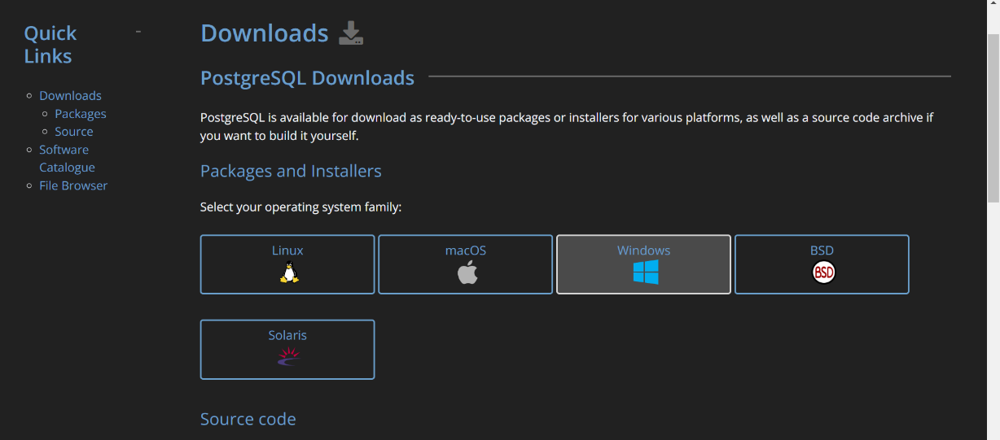 Quick
Links
-
Downloads
Packages
Source
Software
Catalogue
File Browser
Downloads
PostgreSQL Downloads
PostgreSQL is available for download as ready-to-use packages or installers for various platforms, as well as a source code archive if
you want to build it yourself.
Packages and Installers
Select your operating system family:
Linux
macOS
Windows
BSD
BSD
Solaris
Source code